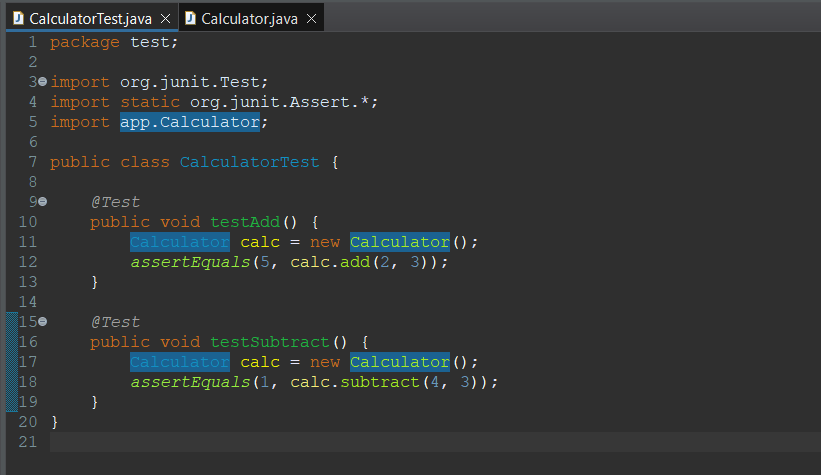 CalculatorTest.java Calculator.java
1 package test;
2
3 import org.junit.Test;
4 import static org.junit.Assert.*;
5 import app.Calculator;
6
7 public class CalculatorTest {
8
9     @Test
10     public void testAdd() {
11         Calculator calc = new Calculator();
12         assertEquals(5, calc.add(2, 3));
13     }
14
15     @Test
16     public void testSubtract() {
17         Calculator calc = new Calculator();
18         assertEquals(1, calc.subtract(4, 3));
19     }
20 }
21